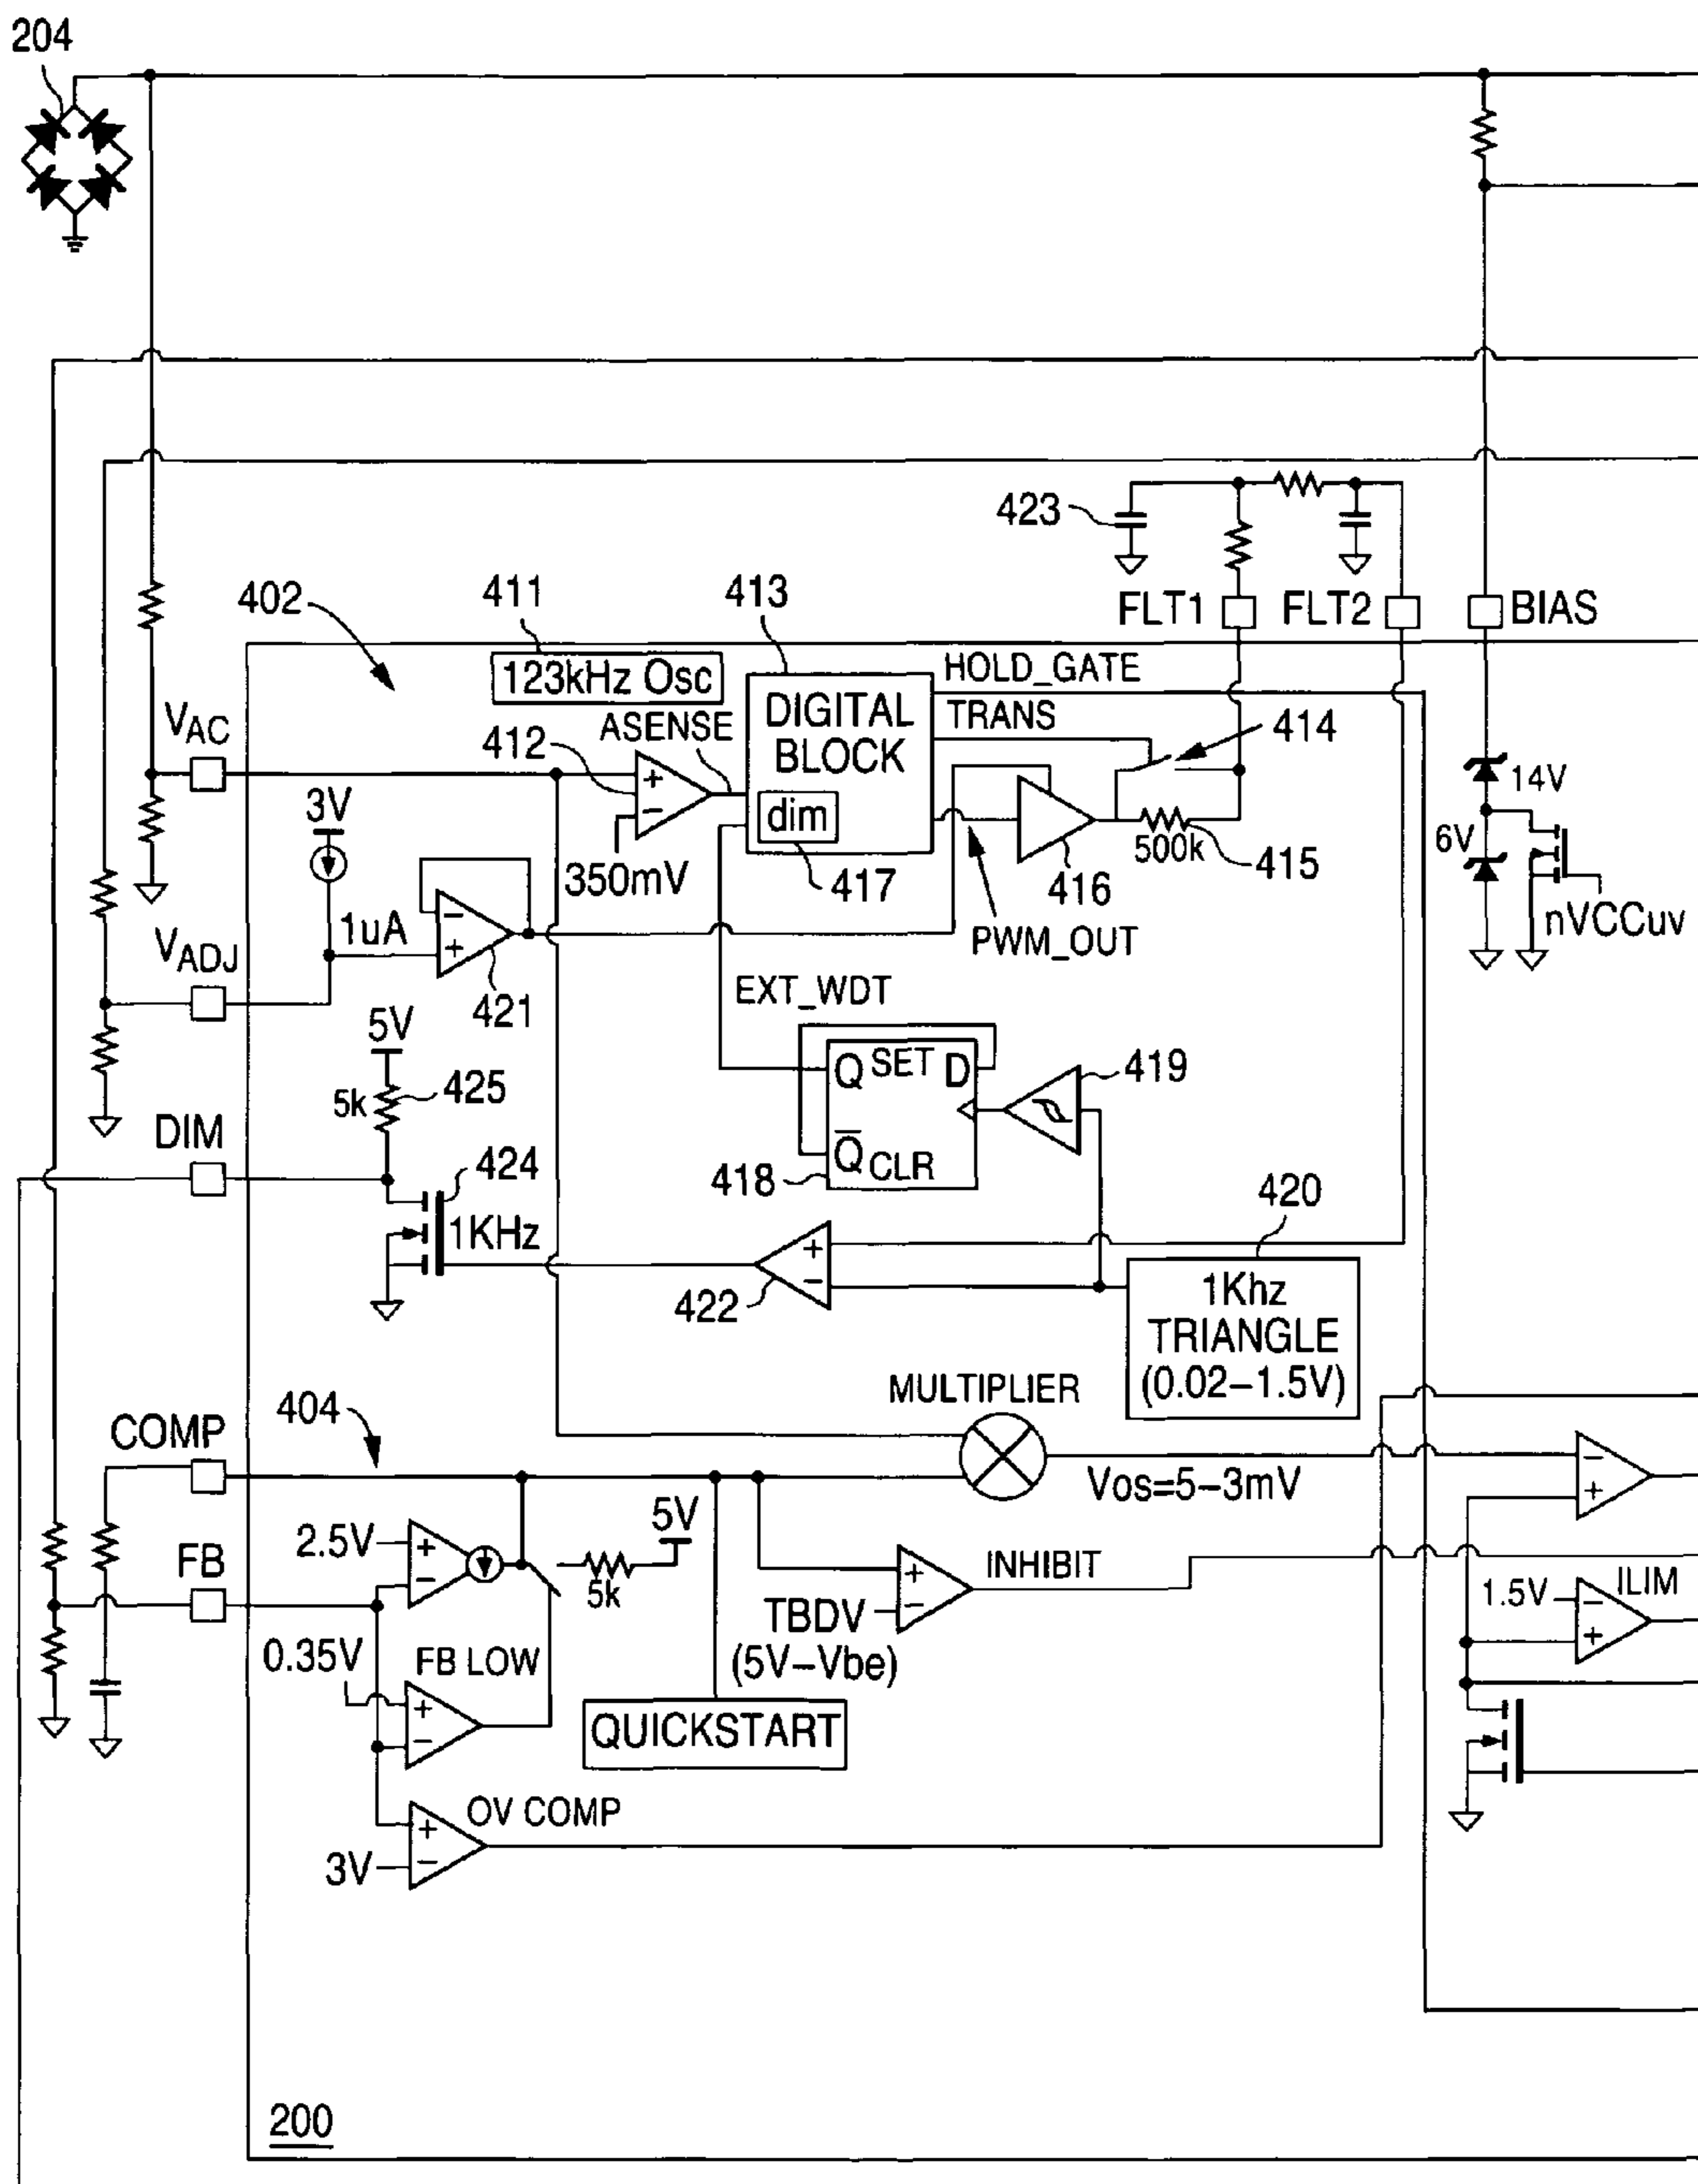 204
423
402
411
413
FLT1
FLT2
BIAS
123kHz Osc
HOLD_GATE
DIGITAL
BLOCK
TRANS
VAC
412
ASENSE
414
14V
3V
dim
6V
350mV
417
500k
415
416
nVCCuv
1uA
PWM_OUT
VADJ
421
EXT_WDT
5V
5k
425
Q SET D
419
DIM
424
Q̅ CLR
418
420
1KHz
422
1Khz
TRIANGLE
(0.02–1.5V)
MULTIPLIER
COMP
404
Vos=5–3mV
2.5V
5V
FB
5k
INHIBIT
1.5V
ILIM
TBDV
(5V–Vbe)
0.35V
FB LOW
QUICKSTART
OV COMP
3V
200